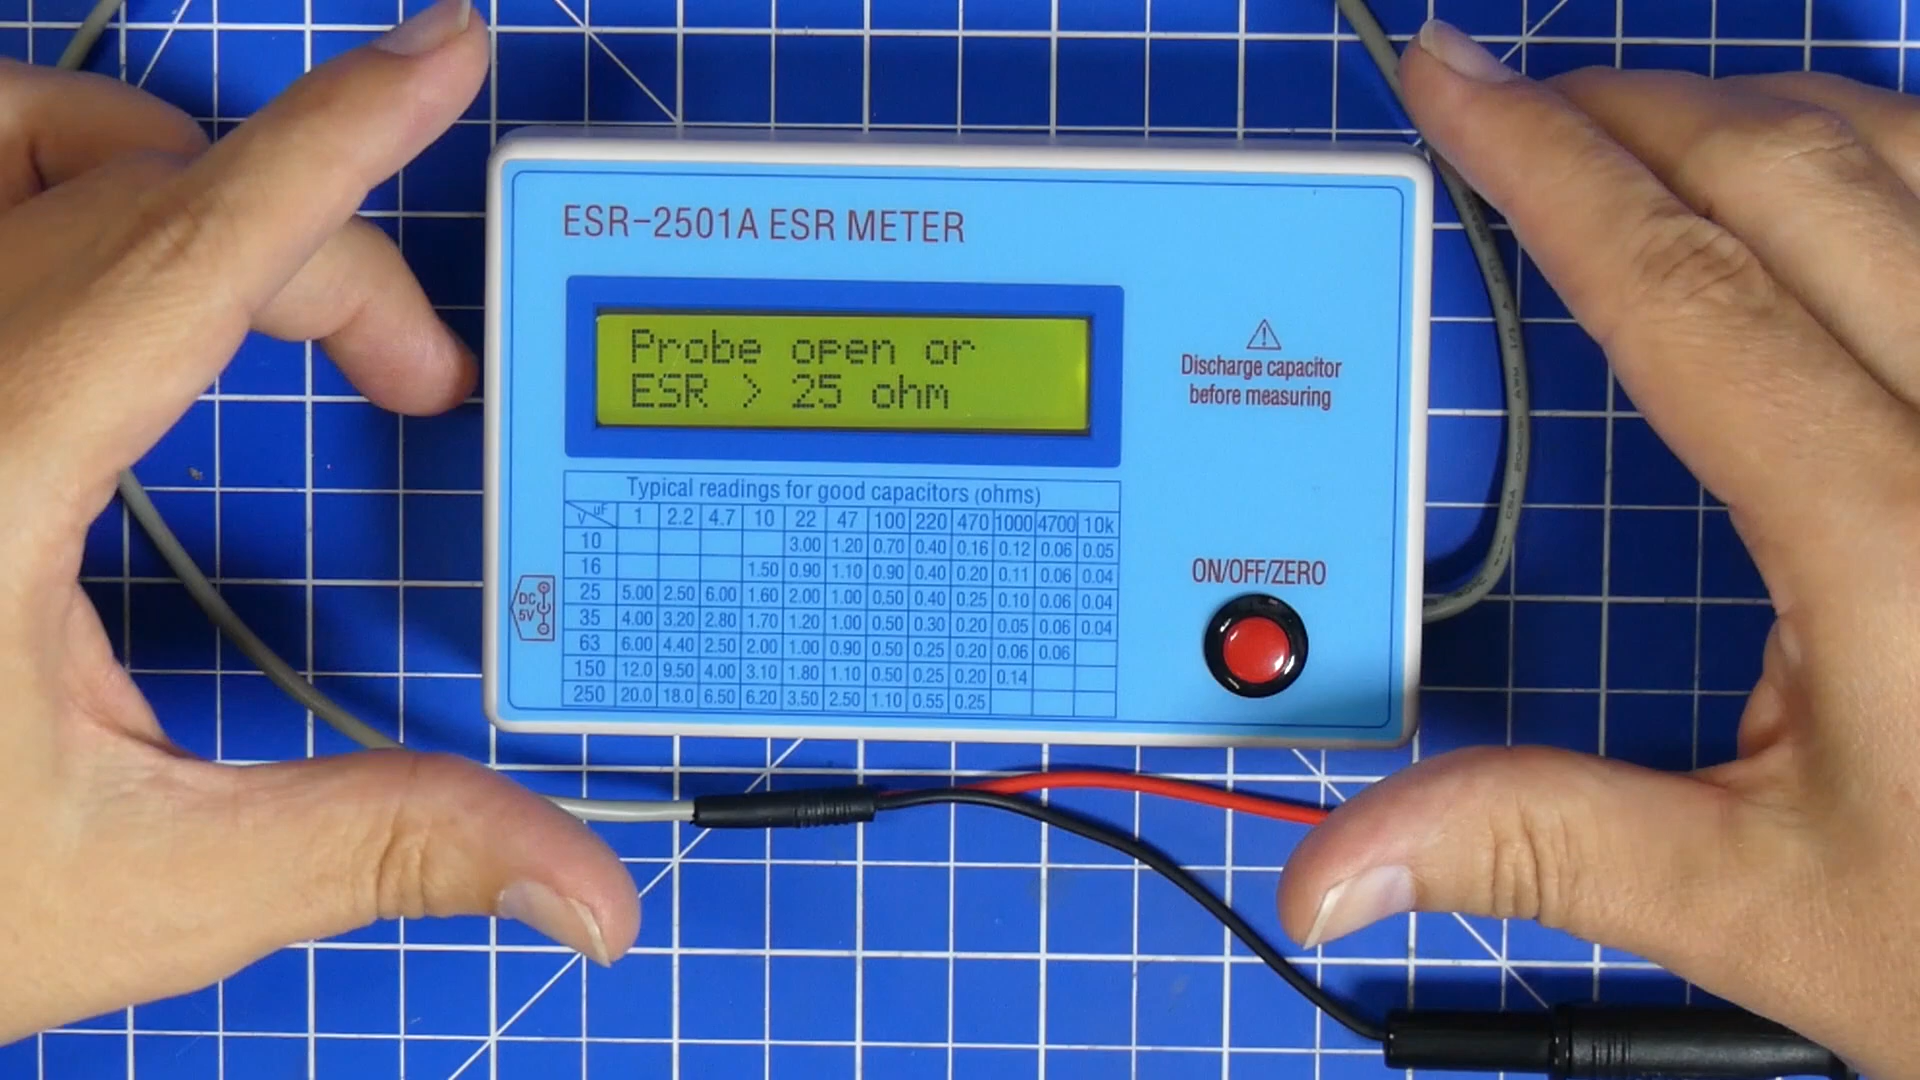 ESR-2501A ESR METER
Probe open or
ESR > 25 ohm
Discharge capacitor
before measuring
Typical readings for good capacitors (ohms)
V uF 1 2.2 4.7 10 22 47 100 220 470 1000 4700 10k
10 3.00 1.20 0.70 0.40 0.16 0.12 0.06 0.05
16 1.50 0.90 1.10 0.90 0.40 0.20 0.11 0.06 0.04
25 5.00 2.50 6.00 1.60 2.00 1.00 0.50 0.40 0.25 0.10 0.06 0.04
35 4.00 3.20 2.80 1.70 1.20 1.00 0.50 0.30 0.20 0.05 0.06 0.04
63 6.00 4.40 2.50 2.00 1.00 0.90 0.50 0.25 0.20 0.06 0.06
150 12.0 9.50 4.00 3.10 1.80 1.10 0.50 0.25 0.20 0.14
250 20.0 18.0 6.50 6.20 3.50 2.50 1.10 0.55 0.25
DC
5V
ON/OFF/ZERO